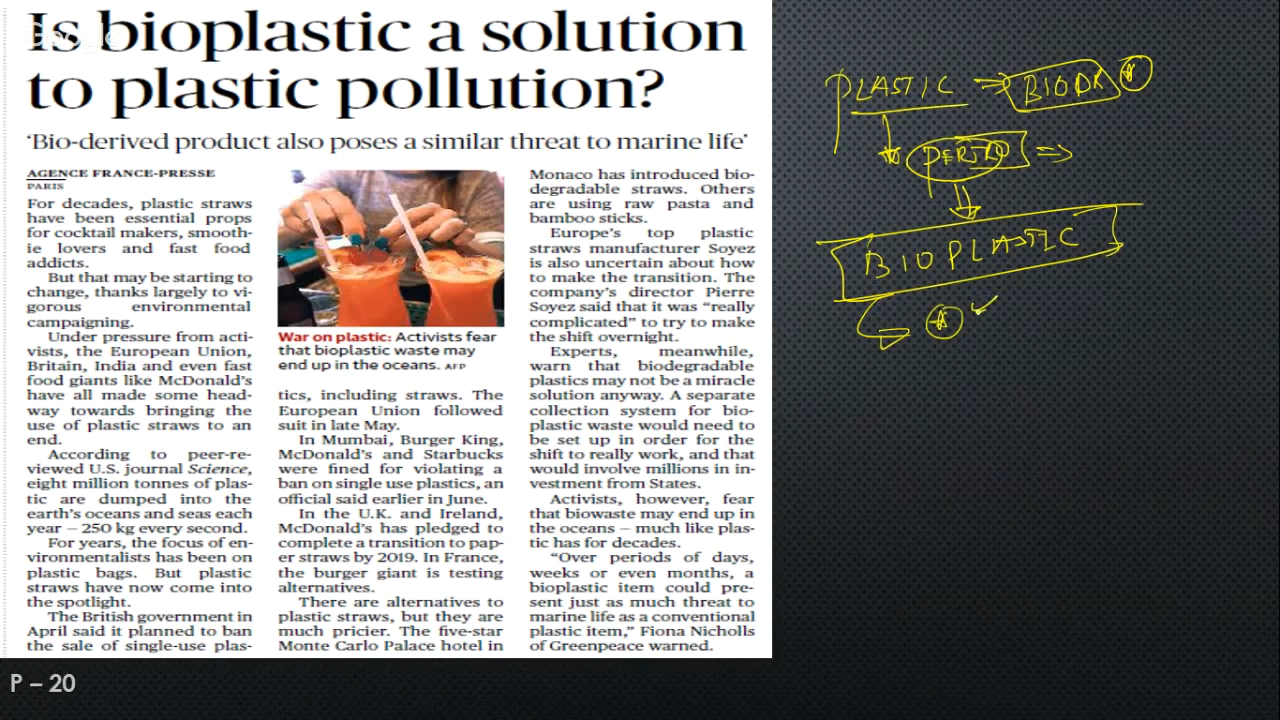 Google
Is bioplastic a solution
to plastic pollution?
‘Bio-derived product also poses a similar threat to marine life’
AGENCE FRANCE-PRESSE
PARIS
For decades, plastic straws
have been essential props
for cocktail makers, smooth-
ie lovers and fast food
addicts.
But that may be starting to
change, thanks largely to vi-
gorous environmental
campaigning.
Under pressure from acti-
vists, the European Union,
Britain, India and even fast
food giants like McDonald's
have all made some head-
way towards bringing the
use of plastic straws to an
end.
According to peer-re-
viewed U.S. journal Science,
eight million tonnes of plas-
tic are dumped into the
earth's oceans and seas each
year – 250 kg every second.
For years, the focus of en-
vironmentalists has been on
plastic bags. But plastic
straws have now come into
the spotlight.
The British government in
April said it planned to ban
the sale of single-use plas-
War on plastic: Activists fear
that bioplastic waste may
end up in the oceans. AFP
tics, including straws. The
European Union followed
suit in late May.
In Mumbai, Burger King,
McDonald's and Starbucks
were fined for violating a
ban on single use plastics, an
official said earlier in June.
In the U.K. and Ireland,
McDonald's has pledged to
complete a transition to pap-
er straws by 2019. In France,
the burger giant is testing
alternatives.
There are alternatives to
plastic straws, but they are
much pricier. The five-star
Monte Carlo Palace hotel in
Monaco has introduced bio-
degradable straws. Others
are using raw pasta and
bamboo sticks.
Europe's top plastic
straws manufacturer Soyez
is also uncertain about how
to make the transition. The
company's director Pierre
Soyez said that it was “really
complicated” to try to make
the shift overnight.
Experts, meanwhile,
warn that biodegradable
plastics may not be a miracle
solution anyway. A separate
collection system for bio-
plastic waste would need to
be set up in order for the
shift to really work, and that
would involve millions in in-
vestment from States.
Activists, however, fear
that biowaste may end up in
the oceans – much like plas-
tic has for decades.
“Over periods of days,
weeks or even months, a
bioplastic item could pre-
sent just as much threat to
marine life as a conventional
plastic item,” Fiona Nicholls
of Greenpeace warned.
PLASTIC ⇒ BIO
BIOPLASTIC
P – 20